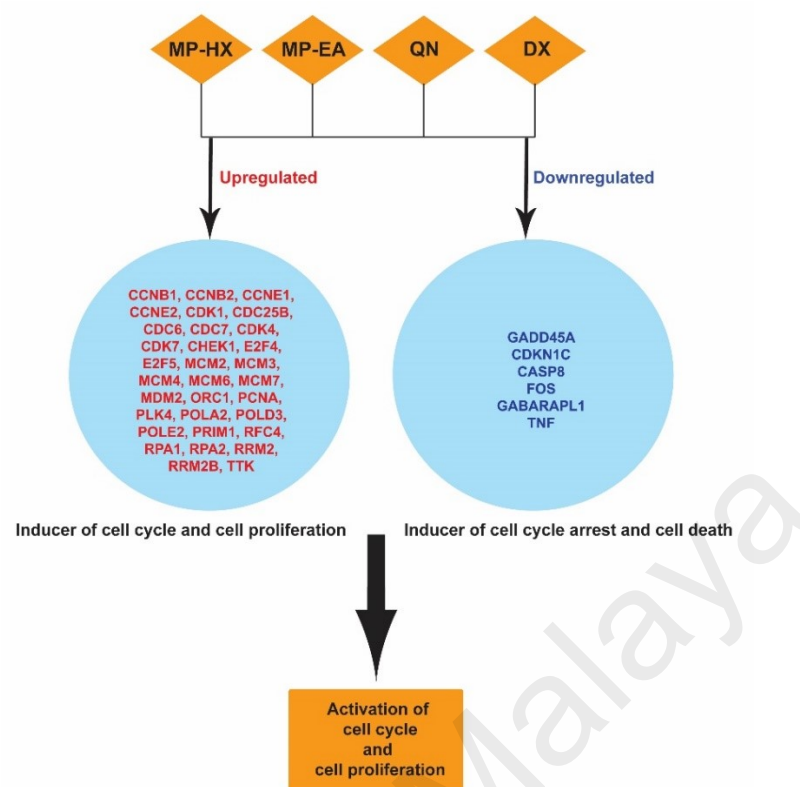 MP-HX
MP-EA
QN
DX
Upregulated
Downregulated
CCNB1, CCNB2, CCNE1,
CCNE2, CDK1, CDC25B,
CDC6, CDC7, CDK4,
CDK7, CHEK1, E2F4,
E2F5, MCM2, MCM3,
MCM4, MCM6, MCM7,
MDM2, ORC1, PCNA,
PLK4, POLA2, POLD3,
POLE2, PRIM1, RFC4,
RPA1, RPA2, RRM2,
RRM2B, TTK
GADD45A
CDKN1C
CASP8
FOS
GABARAPL1
TNF
Inducer of cell cycle and cell proliferation
Inducer of cell cycle arrest and cell death
Activation of
cell cycle
and
cell proliferation
Malaya